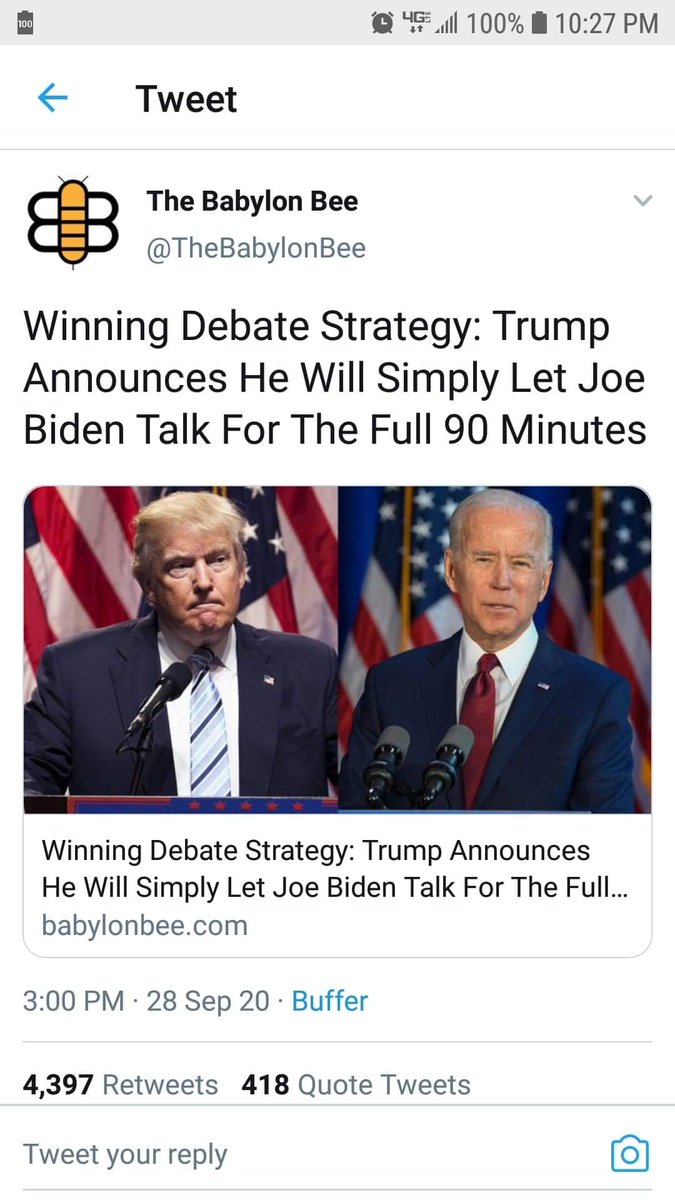 100
4GE 100% 10:27 PM
Tweet
The Babylon Bee
@TheBabylonBee
Winning Debate Strategy: Trump
Announces He Will Simply Let Joe
Biden Talk For The Full 90 Minutes
Winning Debate Strategy: Trump Announces
He Will Simply Let Joe Biden Talk For The Full...
babylonbee.com
3:00 PM · 28 Sep 20 · Buffer
4,397 Retweets 418 Quote Tweets
Tweet your reply